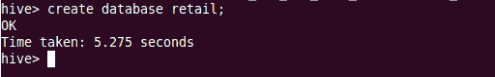 hive> create database retail;
OK
Time taken: 5.275 seconds
hive>